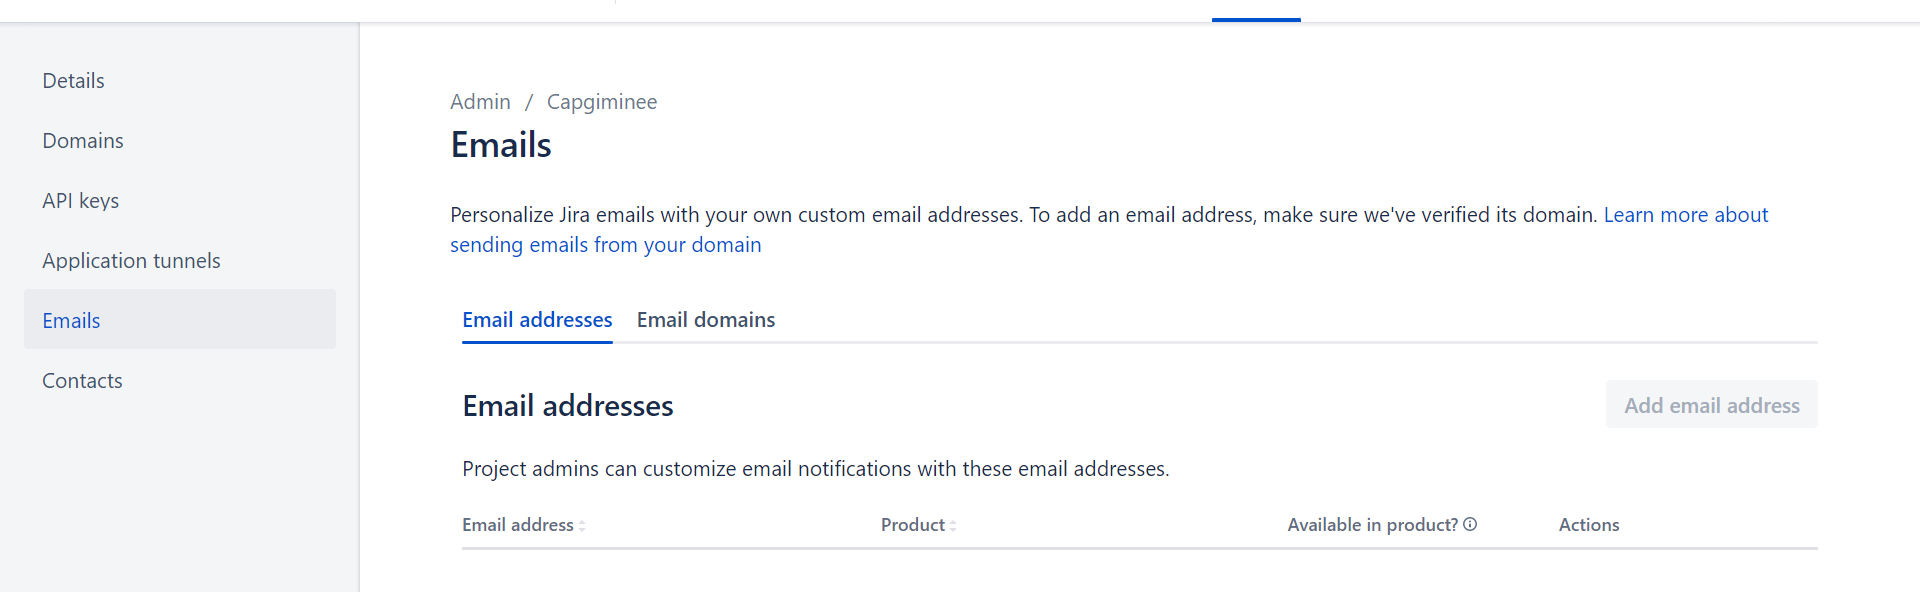 Details
Domains
API keys
Application tunnels
Emails
Contacts
Admin / Capgiminee
Emails
Personalize Jira emails with your own custom email addresses. To add an email address, make sure we've verified its domain. Learn more about
sending emails from your domain
Email addresses Email domains
Email addresses
Add email address
Project admins can customize email notifications with these email addresses.
Email address Product Available in product? Actions